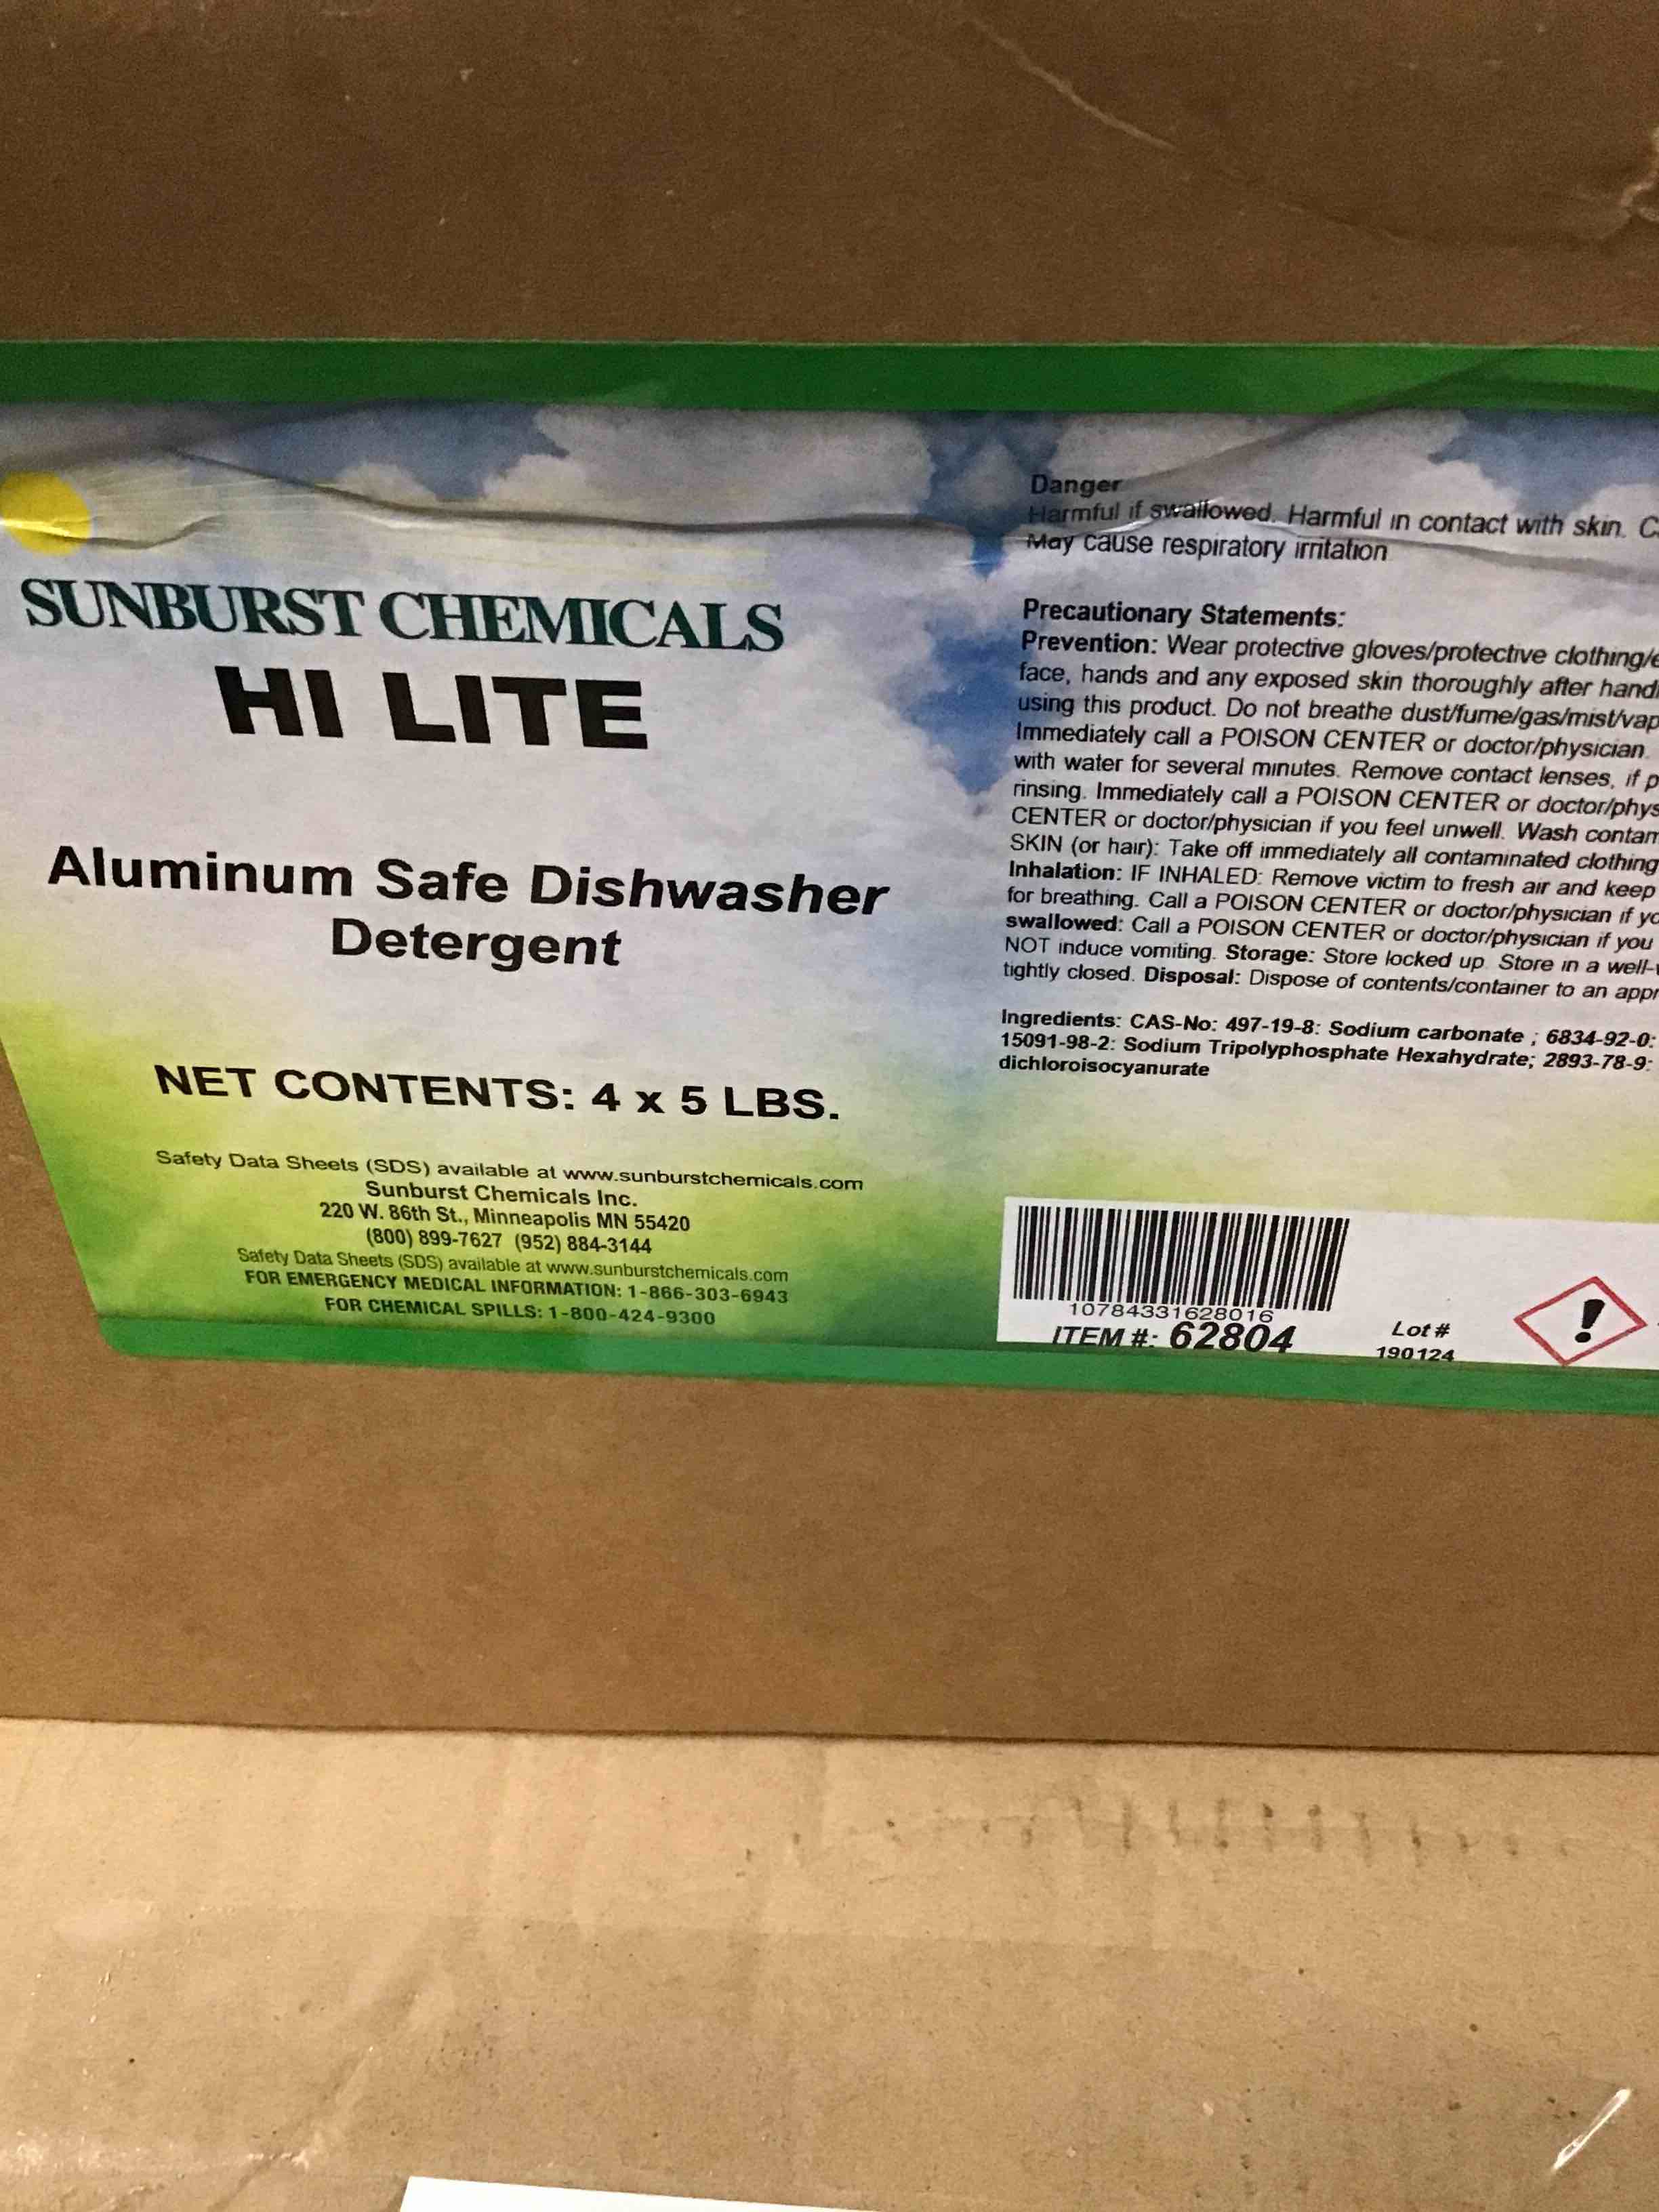 SUNBURST CHEMICALS
HI LITE
Aluminum Safe Dishwasher
Detergent
NET CONTENTS: 4 x 5 LBS.
Safety Data Sheets (SDS) available at www.sunburstchemicals.com
Sunburst Chemicals Inc.
220 W. 86th St., Minneapolis MN 55420
(800) 899-7627 (952) 884-3144
Safety Data Sheets (SDS) available at www.sunburstchemicals.com
FOR EMERGENCY MEDICAL INFORMATION: 1-866-303-6943
FOR CHEMICAL SPILLS: 1-800-424-9300
Danger
Harmful if swallowed. Harmful in contact with skin.
May cause respiratory irritation
Precautionary Statements:
Prevention: Wear protective gloves/protective clothing/
face, hands and any exposed skin thoroughly after
using this product. Do not breathe dust/fume/gas/mist/
Immediately call a POISON CENTER or doctor/physician.
with water for several minutes. Remove contact lenses, if
rinsing. Immediately call a POISON CENTER or
CENTER or doctor/physician if you feel unwell. Wash
SKIN (or hair): Take off immediately all contaminated clothing
Inhalation: IF INHALED: Remove victim to fresh air and keep
for breathing. Call a POISON CENTER or doctor/physician if
swallowed: Call a POISON CENTER or doctor/physician if you
NOT induce vomiting. Storage: Store locked up. Store in a
tightly closed. Disposal: Dispose of contents/container to an
Ingredients: CAS-No: 497-19-8: Sodium carbonate ; 6834-92-0:
15091-98-2: Sodium Tripolyphosphate Hexahydrate; 2893-78-9:
dichloroisocyanurate
10784331628016
ITEM #: 62804
Lot #
190124